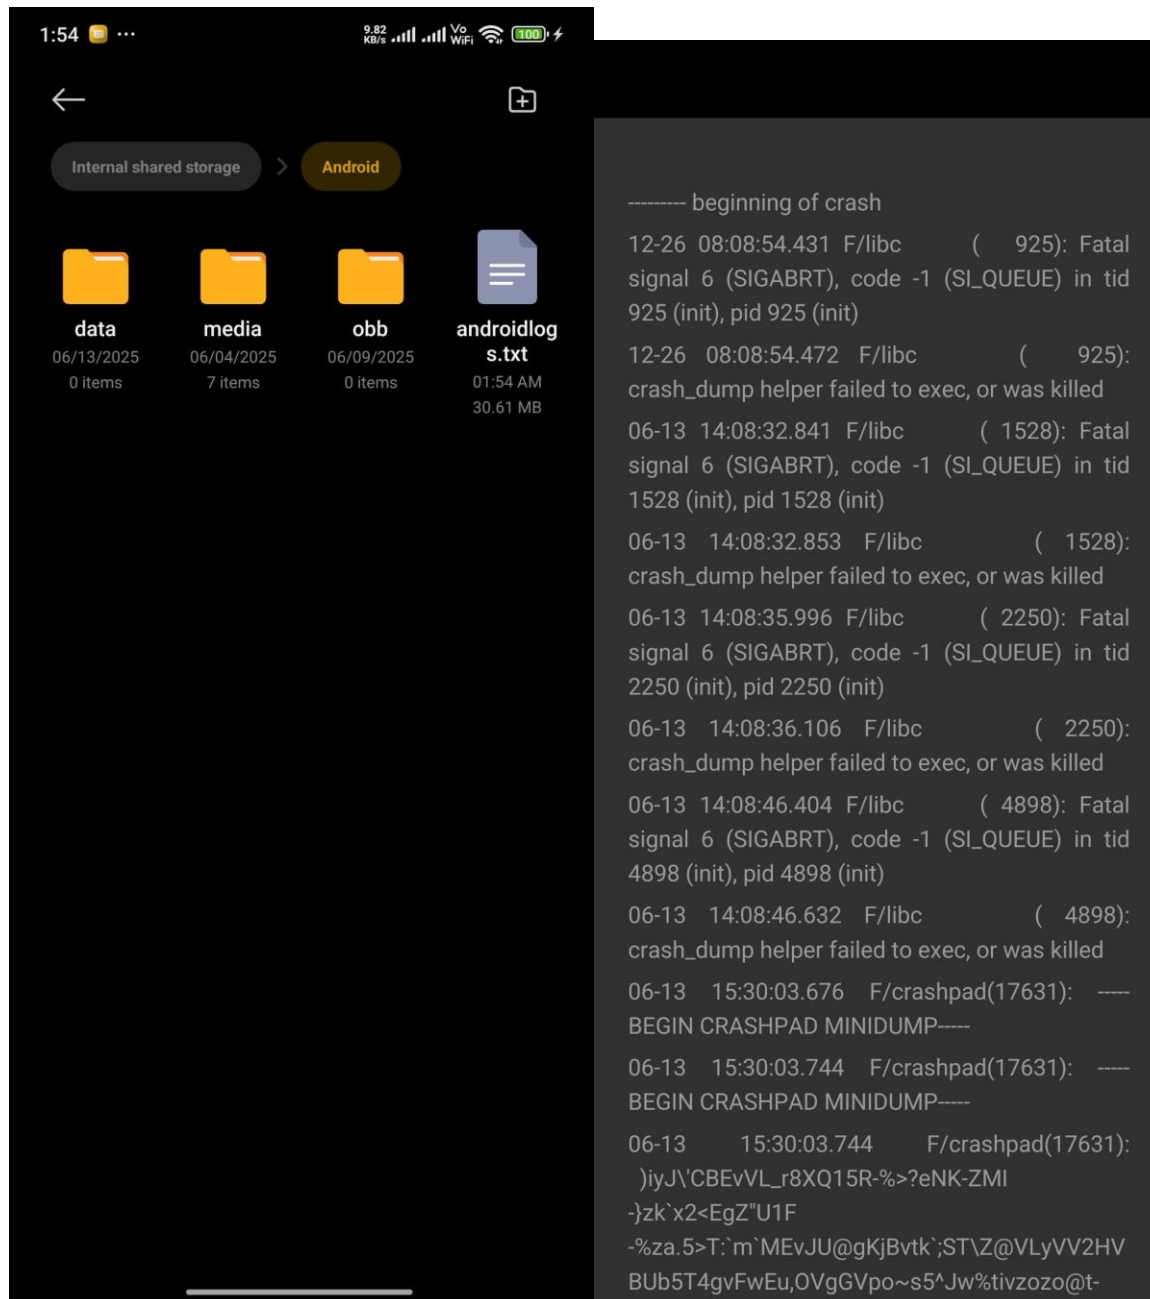 1:54 ...
9.82 KB/s Vo WiFi 100
Internal shared storage > Android
data
06/13/2025
0 items
media
06/04/2025
7 items
obb
06/09/2025
0 items
androidlog
s.txt
01:54 AM
30.61 MB
--------- beginning of crash
12-26 08:08:54.431 F/libc ( 925): Fatal
signal 6 (SIGABRT), code -1 (SI_QUEUE) in tid
925 (init), pid 925 (init)
12-26 08:08:54.472 F/libc ( 925):
crash_dump helper failed to exec, or was killed
06-13 14:08:32.841 F/libc ( 1528): Fatal
signal 6 (SIGABRT), code -1 (SI_QUEUE) in tid
1528 (init), pid 1528 (init)
06-13 14:08:32.853 F/libc ( 1528):
crash_dump helper failed to exec, or was killed
06-13 14:08:35.996 F/libc ( 2250): Fatal
signal 6 (SIGABRT), code -1 (SI_QUEUE) in tid
2250 (init), pid 2250 (init)
06-13 14:08:36.106 F/libc ( 2250):
crash_dump helper failed to exec, or was killed
06-13 14:08:46.404 F/libc ( 4898): Fatal
signal 6 (SIGABRT), code -1 (SI_QUEUE) in tid
4898 (init), pid 4898 (init)
06-13 14:08:46.632 F/libc ( 4898):
crash_dump helper failed to exec, or was killed
06-13 15:30:03.676 F/crashpad(17631): -----
BEGIN CRASHPAD MINIDUMP-----
06-13 15:30:03.744 F/crashpad(17631): -----
BEGIN CRASHPAD MINIDUMP-----
06-13 15:30:03.744 F/crashpad(17631):
)iyJ\'CBEvVL_r8XQ15R-%>?eNK-ZMI
-}zk`x2<EgZ"U1F
-%za.5>T:`m`MEvJU@gKjBvtk`;ST\Z@VLyVV2HV
BUb5T4gvFwEu,OVgGVpo~s5^Jw%tivzozo@t-